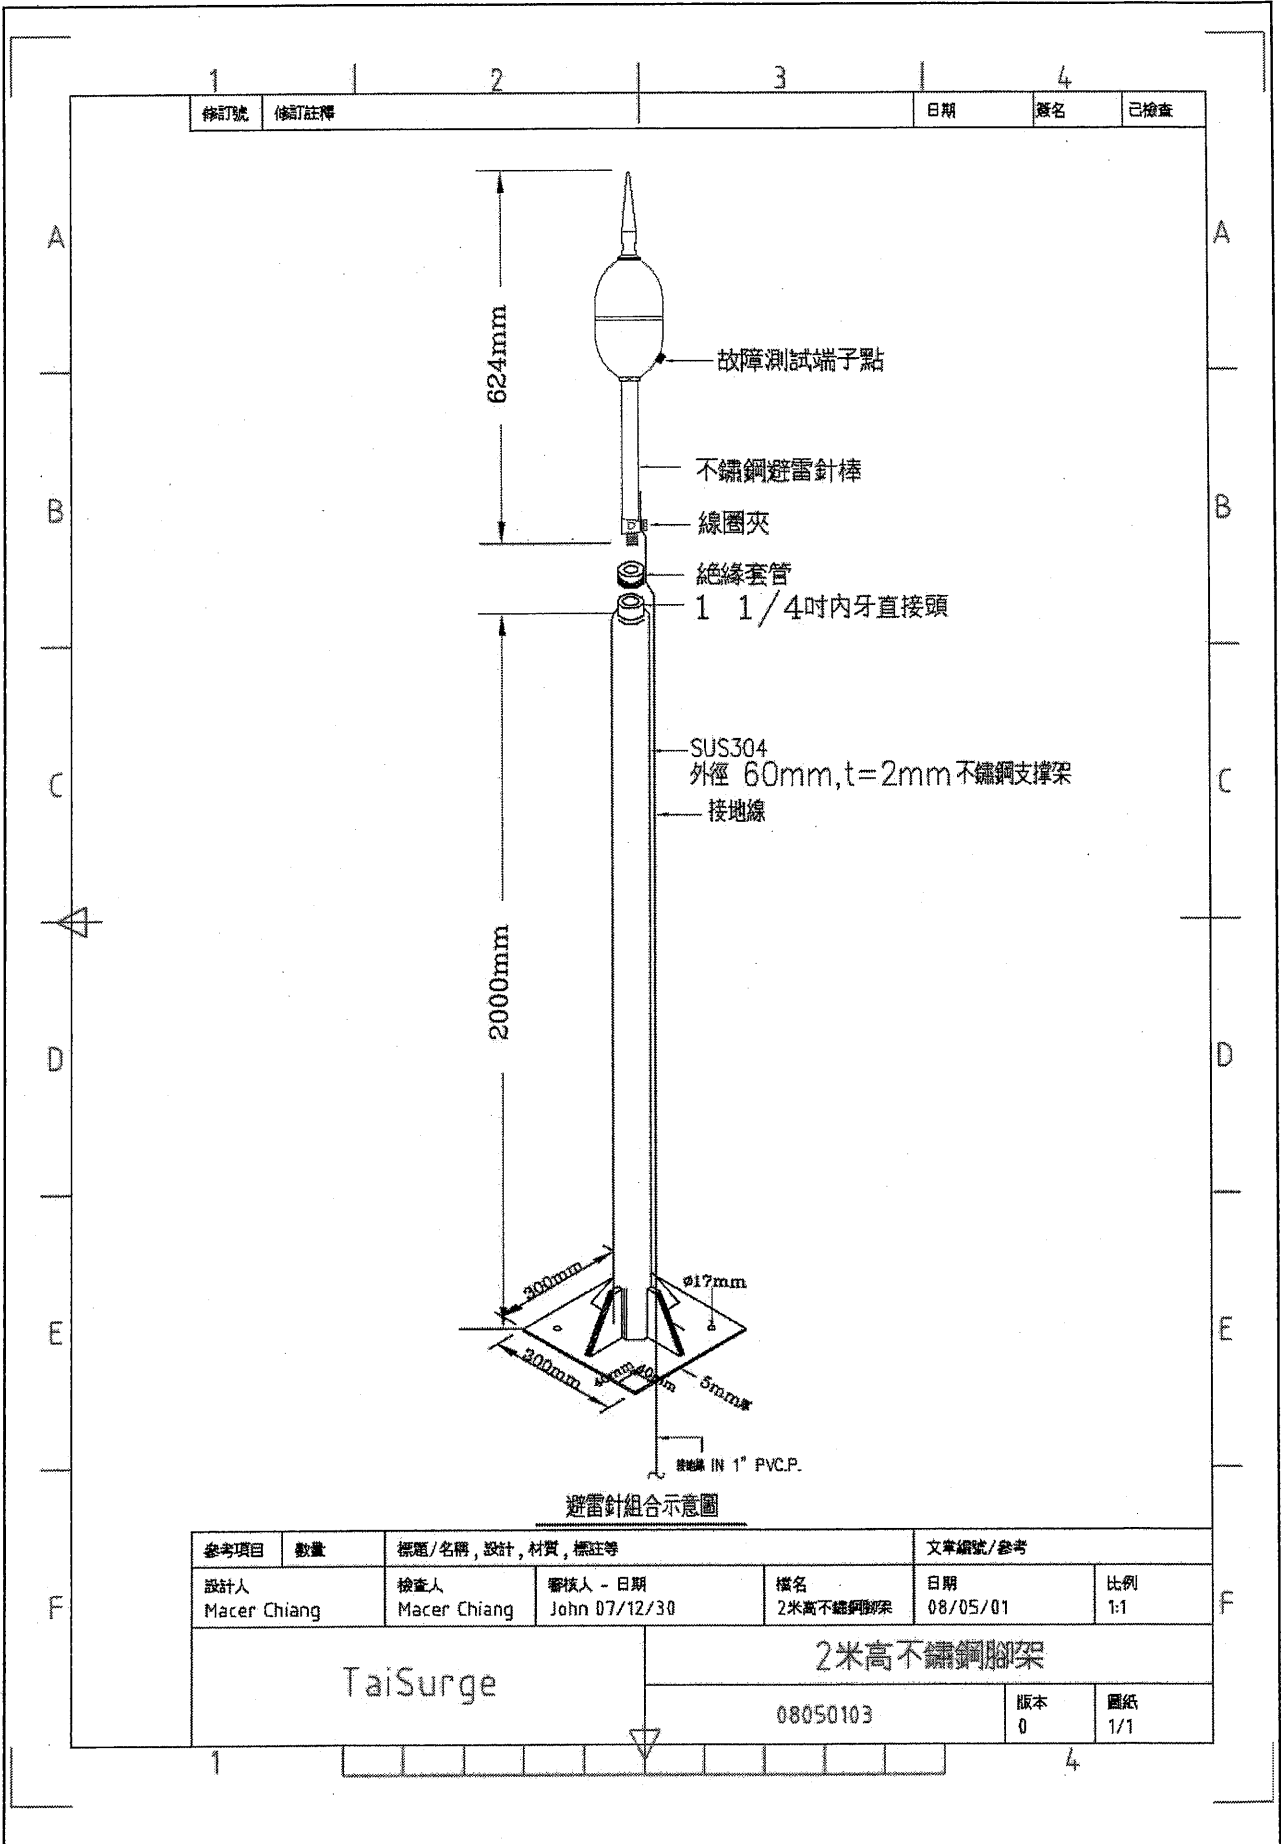 1 2 3 4
修訂號 修訂註釋 日期 簽名 己檢查
A A
624mm
故障測試端子點
不鏽鋼避雷針棒
B B
線圈夾
絕緣套管
1 1/4吋內牙直接頭
SUS304
外徑 60mm,t=2mm不鏽鋼支撐架
C C
接地線
2000mm
D D
300mm
ø17mm
E E
300mm
40mm
5mm厚
接地線 IN 1" PVC.P.
避雷針組合示意圖
參考項目 數量 標題/名稱,設計,材質,標註等 文章編號/參考
設計人 檢查人 審核人 - 日期 檔名 日期 比例
Macer Chiang Macer Chiang John 07/12/30 2米高不鏽鋼腳架 08/05/01 1:1
F F
2米高不鏽鋼腳架
TaiSurge
08050103
版本 圖紙
0 1/1
1 4